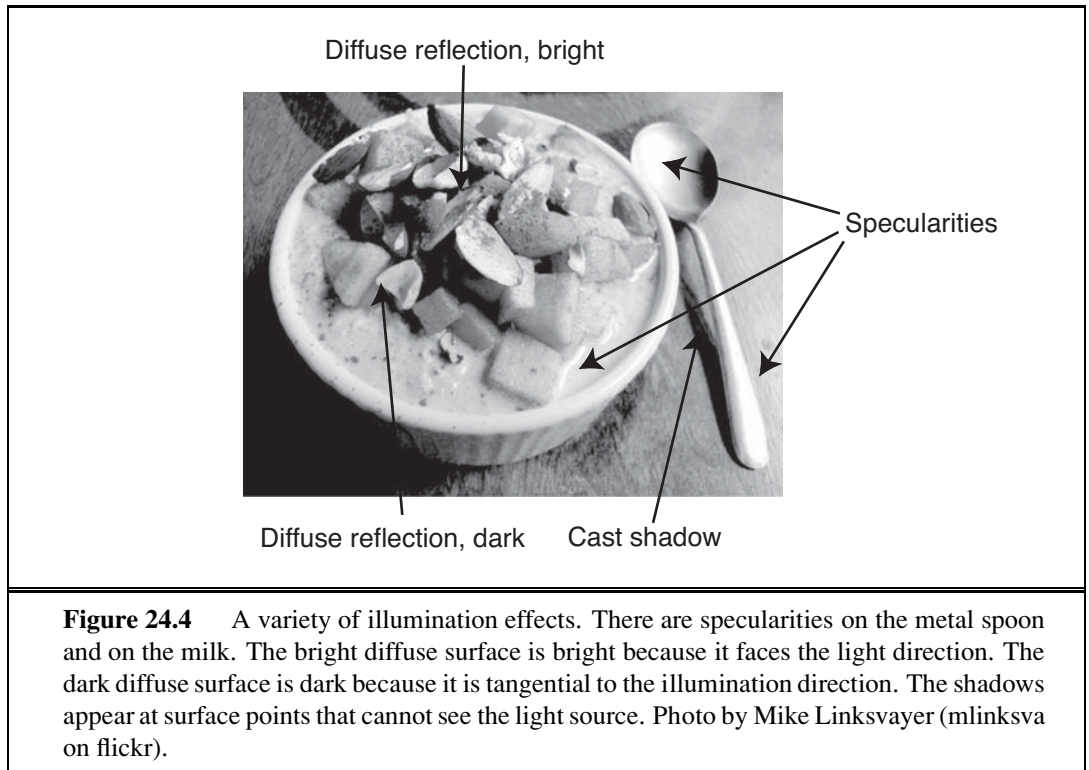 Diffuse reflection, bright
Specularities
Diffuse reflection, dark
Cast shadow
Figure 24.4 A variety of illumination effects. There are specularities on the metal spoon
and on the milk. The bright diffuse surface is bright because it faces the light direction. The
dark diffuse surface is dark because it is tangential to the illumination direction. The shadows
appear at surface points that cannot see the light source. Photo by Mike Linksvayer (mlinksva
on flickr).